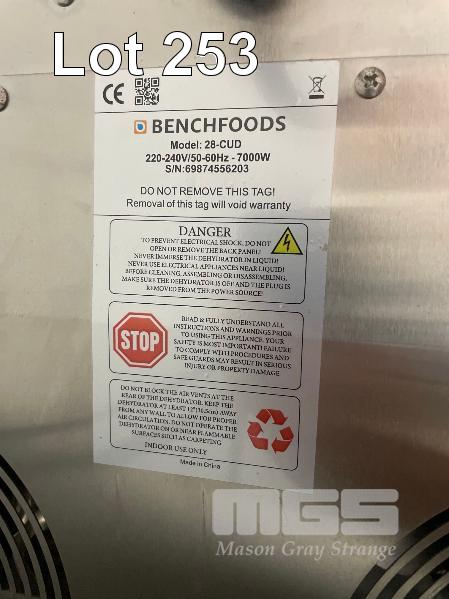 Lot 253
CE
BENCHFOODS
Model: 28-CUD
220-240V/50-60Hz - 7000W
S/N:69874556203
DO NOT REMOVE THIS TAG!
Removal of this tag will void warranty
DANGER
TO PREVENT ELECTRICAL SHOCK, DO NOT
OPEN OR REMOVE THE BACK PANEL!
NEVER IMMERSE THE DEHYDRATOR IN LIQUID!
NEVER USE ELECTRICAL APPLIANCES NEAR LIQUID!
BEFORE CLEANING, ASSEMBLING OR DISASSEMBLING,
MAKE SURE THE DEHYDRATOR IS OFF AND THE PLUG IS
REMOVED FROM THE POWER SOURCE!
STOP
READ & FULLY UNDERSTAND ALL
INSTRUCTIONS AND WARNINGS PRIOR
TO USING THIS APPLIANCE. YOUR
SAFETY IS MOST IMPORTANT! FAILURE
TO COMPLY WITH PROCEDURES AND
SAFE GUARDS MAY RESULT IN SERIOUS
INJURY OR PROPERTY DAMAGE
DO NOT BLOCK THE AIR VENTS AT THE
REAR OF THE DEHYDRATOR. KEEP THE
DEHYDRATOR AT LEAST 12"(30.5cm) AWAY
FROM ANY WALL TO ALLOW FOR PROPER
AIR CIRCULATION. DO NOT OPERATE THE
DEHYDRATOR ON OR NEAR FLAMMABLE
SURFACES SUCH AS CARPETING
INDOOR USE ONLY
Made in China
MGS
Mason Gray Strange